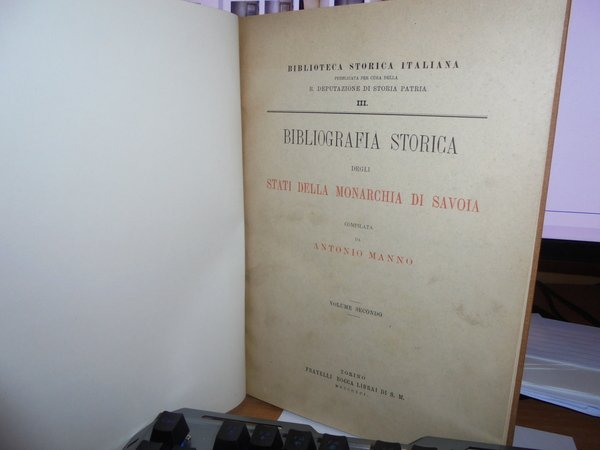 BIBLIOTECA STORICA ITALIANA
PUBBLICATA PER CURA DELLA
R. DEPUTAZIONE DI STORIA PATRIA
III.
BIBLIOGRAFIA STORICA
DEGLI
STATI DELLA MONARCHIA DI SAVOIA
COMPILATA
DA
ANTONIO MANNO
VOLUME SECONDO
TORINO
FRATELLI BOCCA LIBRAI DI S. M.